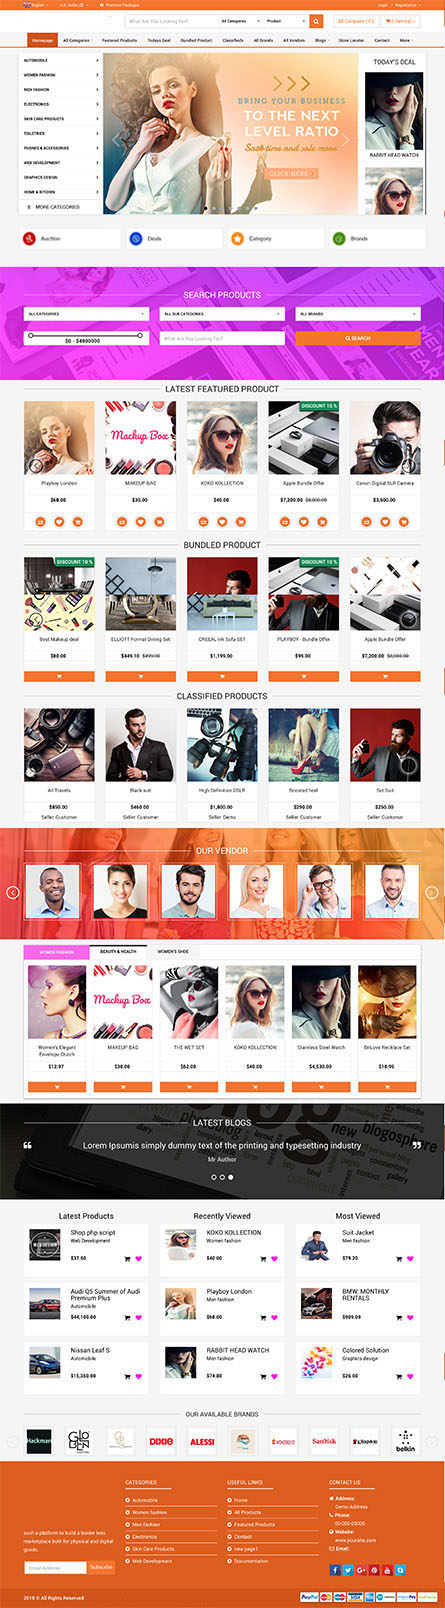 English
U.S. Dollar ($)
Premium Packages
Login
Registration
What Are You Looking For?
All Categories
Product
Compare ( 0 )
0 Item(s)
Homepage
All Categories
Featured Products
Todays Deal
Bundled Product
Classifieds
All Brands
All Vendors
Blogs
Store Locator
Contact
More
AUTOMOBILE
WOMEN FASHION
MEN FASHION
ELECTRONICS
SKIN CARE PRODUCTS
TOILETRIES
PHONES & ACCESSORIES
WEB DEVELOPMENT
GRAPHICS DESIGN
HOME & KITCHEN
MORE CATEGORIES
BRING YOUR BUSINESS
TO THE NEXT
LEVEL RATIO
Save time and sale more
CLICK HERE
TODAY'S DEAL
RABBIT HEAD WATCH
Auction
Deals
Category
Brands
SEARCH PRODUCTS
ALL CATEGORIES
ALL SUB CATEGORIES
ALL BRANDS
$0 - $4800000
What Are You Looking For?
SEARCH
LATEST FEATURED PRODUCT
Mackup Box
DISCOUNT 10 %
Playboy London
MAKEUP BAG
KOKO KOLLECTION
Apple Bundle Offer
Canon Digital SLR Camera
$68.00
$30.00
$40.00
$7,200.00 $8,000.00
$3,500.00
BUNDLED PRODUCT
DISCOUNT 10 %
DISCOUNT 10 %
Best Makeup deal
ELLIOTT Formal Dining Set
CREEAL ink Sofa SET
PLAYBOY - Bundle Offer
Apple Bundle Offer
$80.00
$449.10 $499.00
$1,199.00
$99.00
$7,200.00 $8,000.00
CLASSIFIED PRODUCTS
All Travels
Black suit
High Definition DSLR
Boosted heel
Set Suit
$850.00
$460.00
$1,800.00
$290.00
$250.00
Seller: Customer
Seller: Customer
Seller: Demo
Seller: Customer
Seller: Customer
OUR VENDOR
WOMEN FASHION
BEAUTY & HEALTH
WOMEN'S SHOE
Mackup Box
Women's Elegant
Envelope Clutch
MAKEUP BAG
THE WET SET
KOKO KOLLECTION
Stainless Steel Watch
BnLove Necklace Set
$12.97
$30.00
$62.00
$40.00
$4,530.00
$18.99
LATEST BLOGS
Lorem Ipsumis simply dummy text of the printing and typesetting industry
Mr Author
Latest Products
Recently Viewed
Most Viewed
Shop php script
Web Development
$37.50
KOKO KOLLECTION
Women fashion
$40.00
Suit Jacket
Men fashion
$79.20
Audi Q5 Summer of Audi
Premium Plus
Automobile
$44,100.00
Playboy London
Men fashion
$68.00
BMW: MONTHLY
RENTALS
$909.09
Nissan Leaf S
Automobile
$15,350.00
RABBIT HEAD WATCH
Men fashion
$74.80
Colored Solution
Graphics design
$26.00
OUR AVAILABLE BRANDS
Hackman
DIXIE
ALESSI
SanDisk
Kingston
belkin
such a platform to build a border less
marketplace both for physical and digital
goods.
Email Address
Subscribe
CATEGORIES
Automobile
Women fashion
Men fashion
Electronics
Skin Care Products
Web Development
USEFUL LINKS
Home
All Products
Featured Products
Contact
new page1
Documentation
CONTACT US
Address:
Demo Address
Phone:
00-000-00000
Website:
www.yoursite.com
Email:
2018 © All Rights Reserved
PayPal